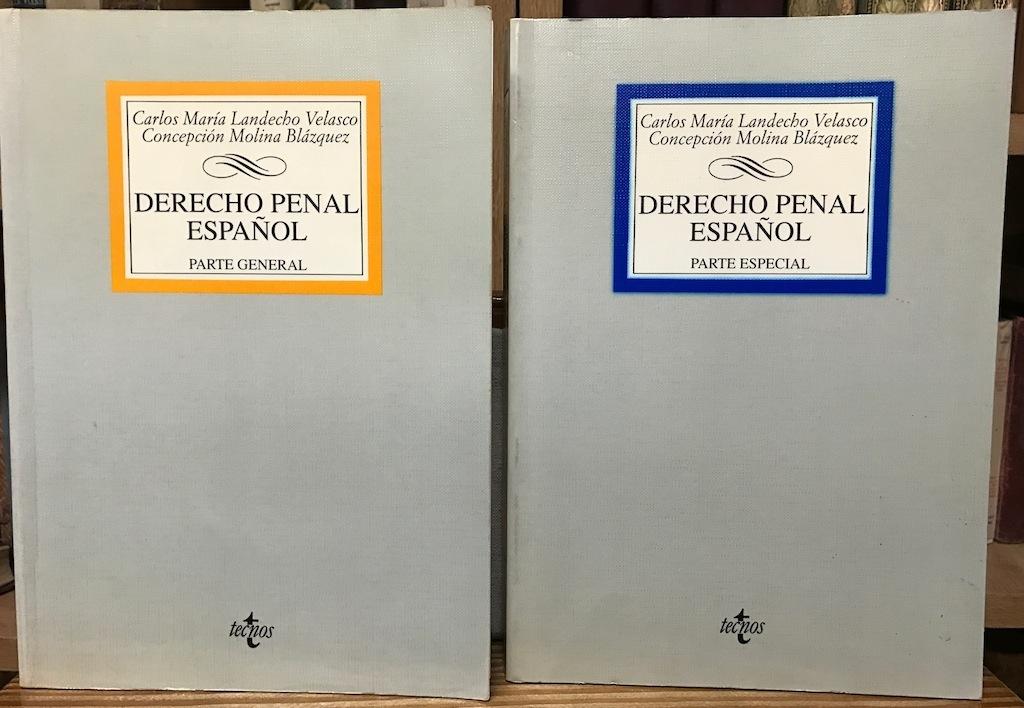 Carlos María Landecho Velasco
Concepción Molina Blázquez
DERECHO PENAL
ESPAÑOL
PARTE GENERAL
tecnos
Carlos María Landecho Velasco
Concepción Molina Blázquez
DERECHO PENAL
ESPAÑOL
PARTE ESPECIAL
tecnos